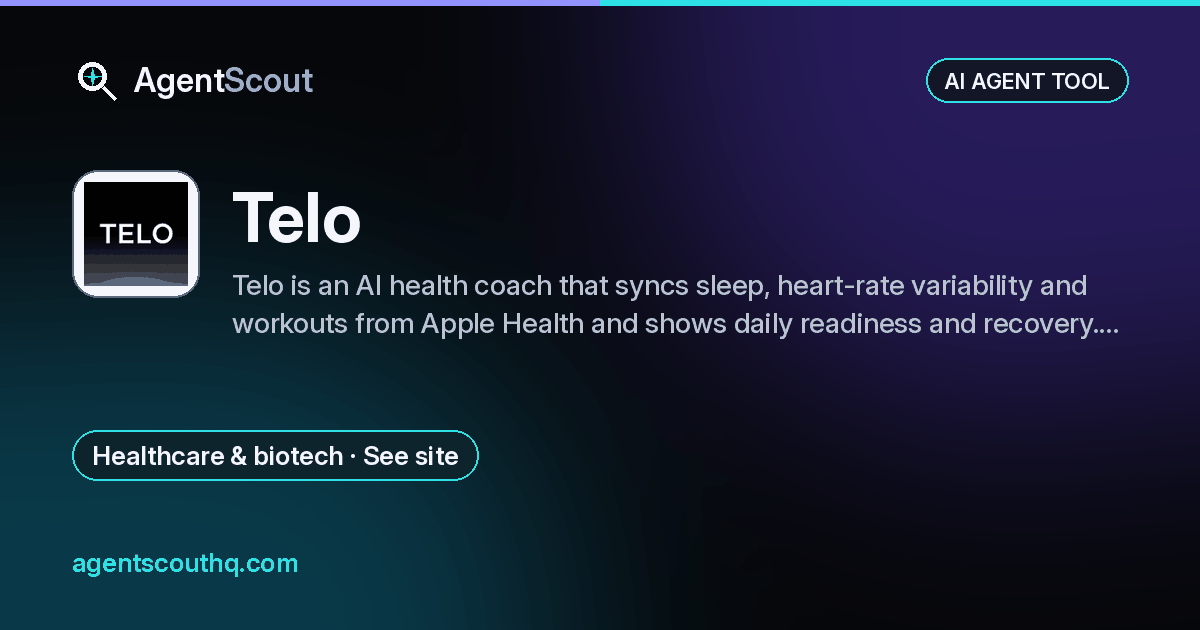 AgentScout
AI AGENT TOOL
TELO
Telo
Telo is an AI health coach that syncs sleep, heart-rate variability and
workouts from Apple Health and shows daily readiness and recovery....
Healthcare & biotech · See site
agentscouthq.com